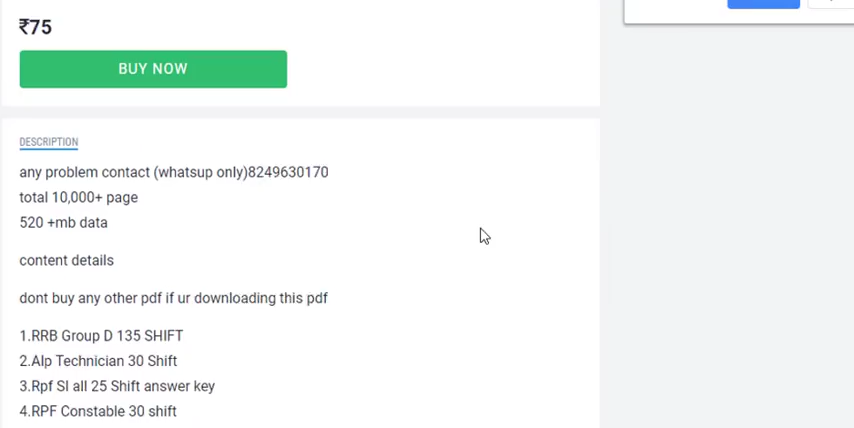 ₹75
BUY NOW
DESCRIPTION
any problem contact (whatsup only)8249630170
total 10,000+ page
520 +mb data
content details
dont buy any other pdf if ur downloading this pdf
1.RRB Group D 135 SHIFT
2.Alp Technician 30 Shift
3.Rpf SI all 25 Shift answer key
4.RPF Constable 30 shift